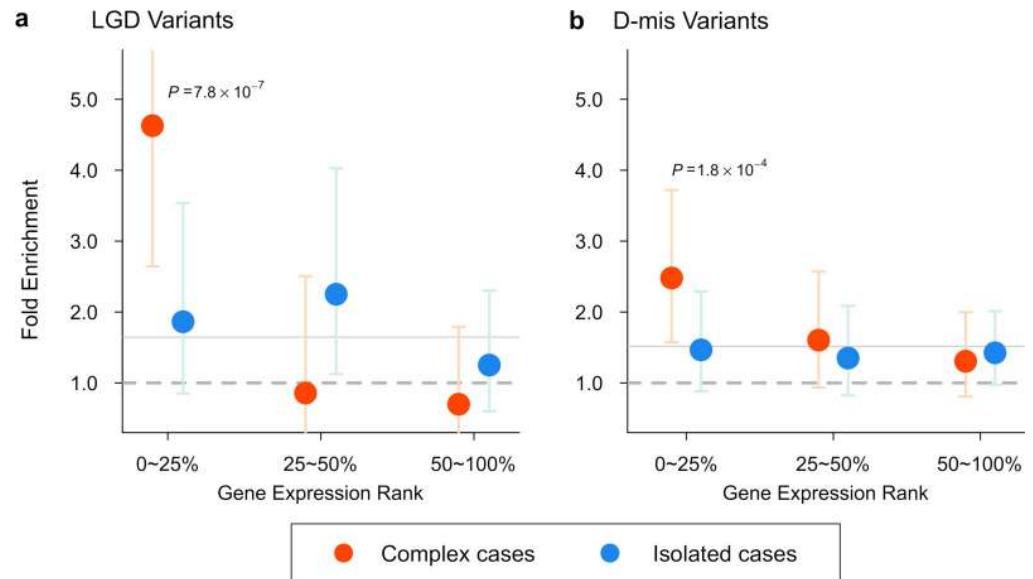 a LGD Variants
P = 7.8 × 10⁻⁷
5.0
4.0
3.0
2.0
1.0
Fold Enrichment
0~25% 25~50% 50~100%
Gene Expression Rank
b D-mis Variants
P = 1.8 × 10⁻⁴
5.0
4.0
3.0
2.0
1.0
0~25% 25~50% 50~100%
Gene Expression Rank
Complex cases Isolated cases